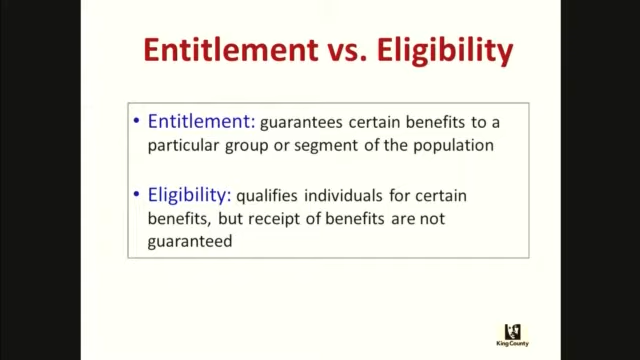 Entitlement vs. Eligibility
• Entitlement: guarantees certain benefits to a
particular group or segment of the population
• Eligibility: qualifies individuals for certain
benefits, but receipt of benefits are not
guaranteed
King County